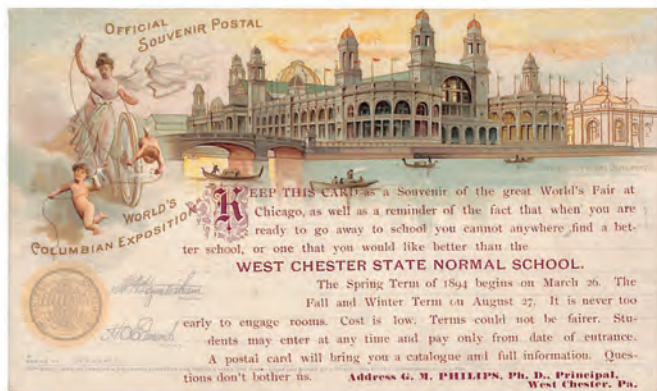 OFFICIAL
SOUVENIR POSTAL
WORLD'S
COLUMBIAN EXPOSITION
KEEP THIS CARD as a Souvenir of the great World's Fair at
Chicago, as well as a reminder of the fact that when you are
ready to go away to school you cannot anywhere find a bet-
ter school, or one that you would like better than the
WEST CHESTER STATE NORMAL SCHOOL.
The Spring Term of 1894 begins on March 26. The
Fall and Winter Term on August 27. It is never too
early to engage rooms. Cost is low. Terms could not be fairer. Stu-
dents may enter at any time and pay only from date of entrance.
A postal card will bring you a catalogue and full information. Ques-
tions don't bother us. Address G. M. PHILIPS, Ph. D., Principal,
West Chester, Pa.